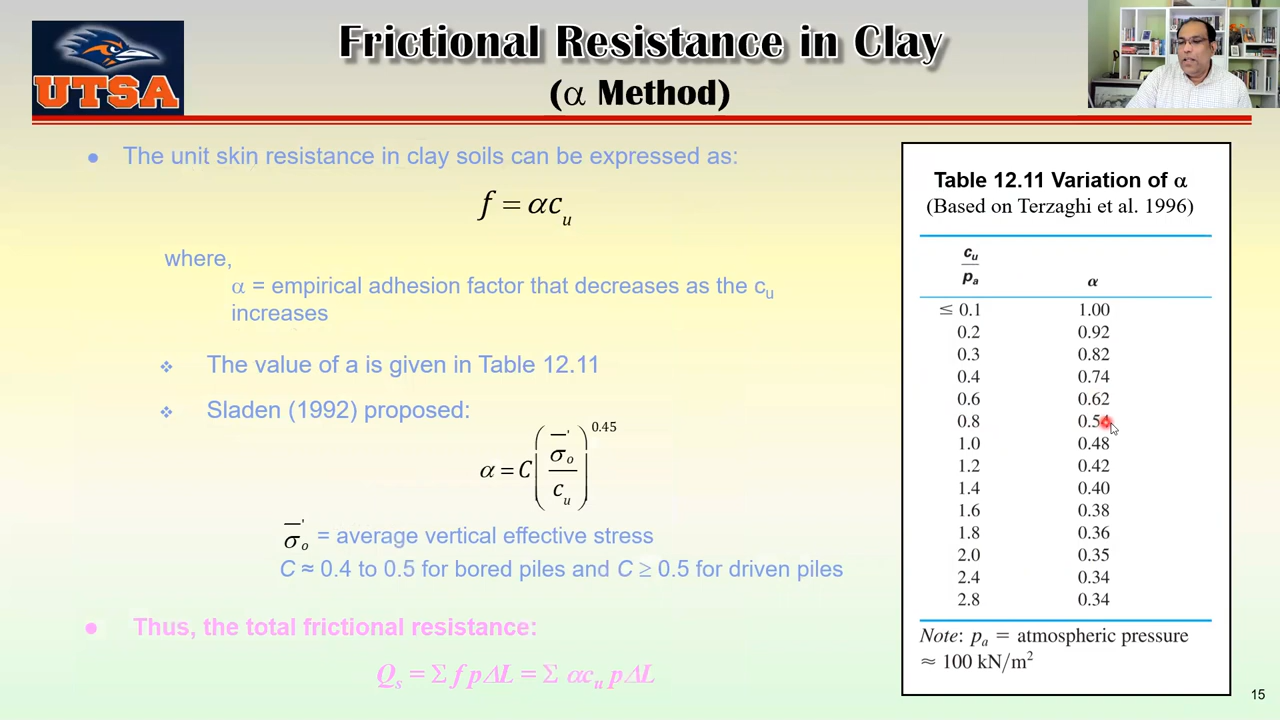 UTSA
Frictional Resistance in Clay
(α Method)
● The unit skin resistance in clay soils can be expressed as:
f = αc_u
where,
α = empirical adhesion factor that decreases as the c_u
increases
❖ The value of a is given in Table 12.11
❖ Sladen (1992) proposed:
α = C(σ̄'_o / c_u)^0.45
σ̄'_o = average vertical effective stress
C ≈ 0.4 to 0.5 for bored piles and C ≥ 0.5 for driven piles
● Thus, the total frictional resistance:
Q_s = Σ f pΔL = Σ αc_u pΔL
Table 12.11 Variation of α
(Based on Terzaghi et al. 1996)
c_u/p_a α
≤ 0.1 1.00
0.2 0.92
0.3 0.82
0.4 0.74
0.6 0.62
0.8 0.54
1.0 0.48
1.2 0.42
1.4 0.40
1.6 0.38
1.8 0.36
2.0 0.35
2.4 0.34
2.8 0.34
Note: p_a = atmospheric pressure
≈ 100 kN/m²
15